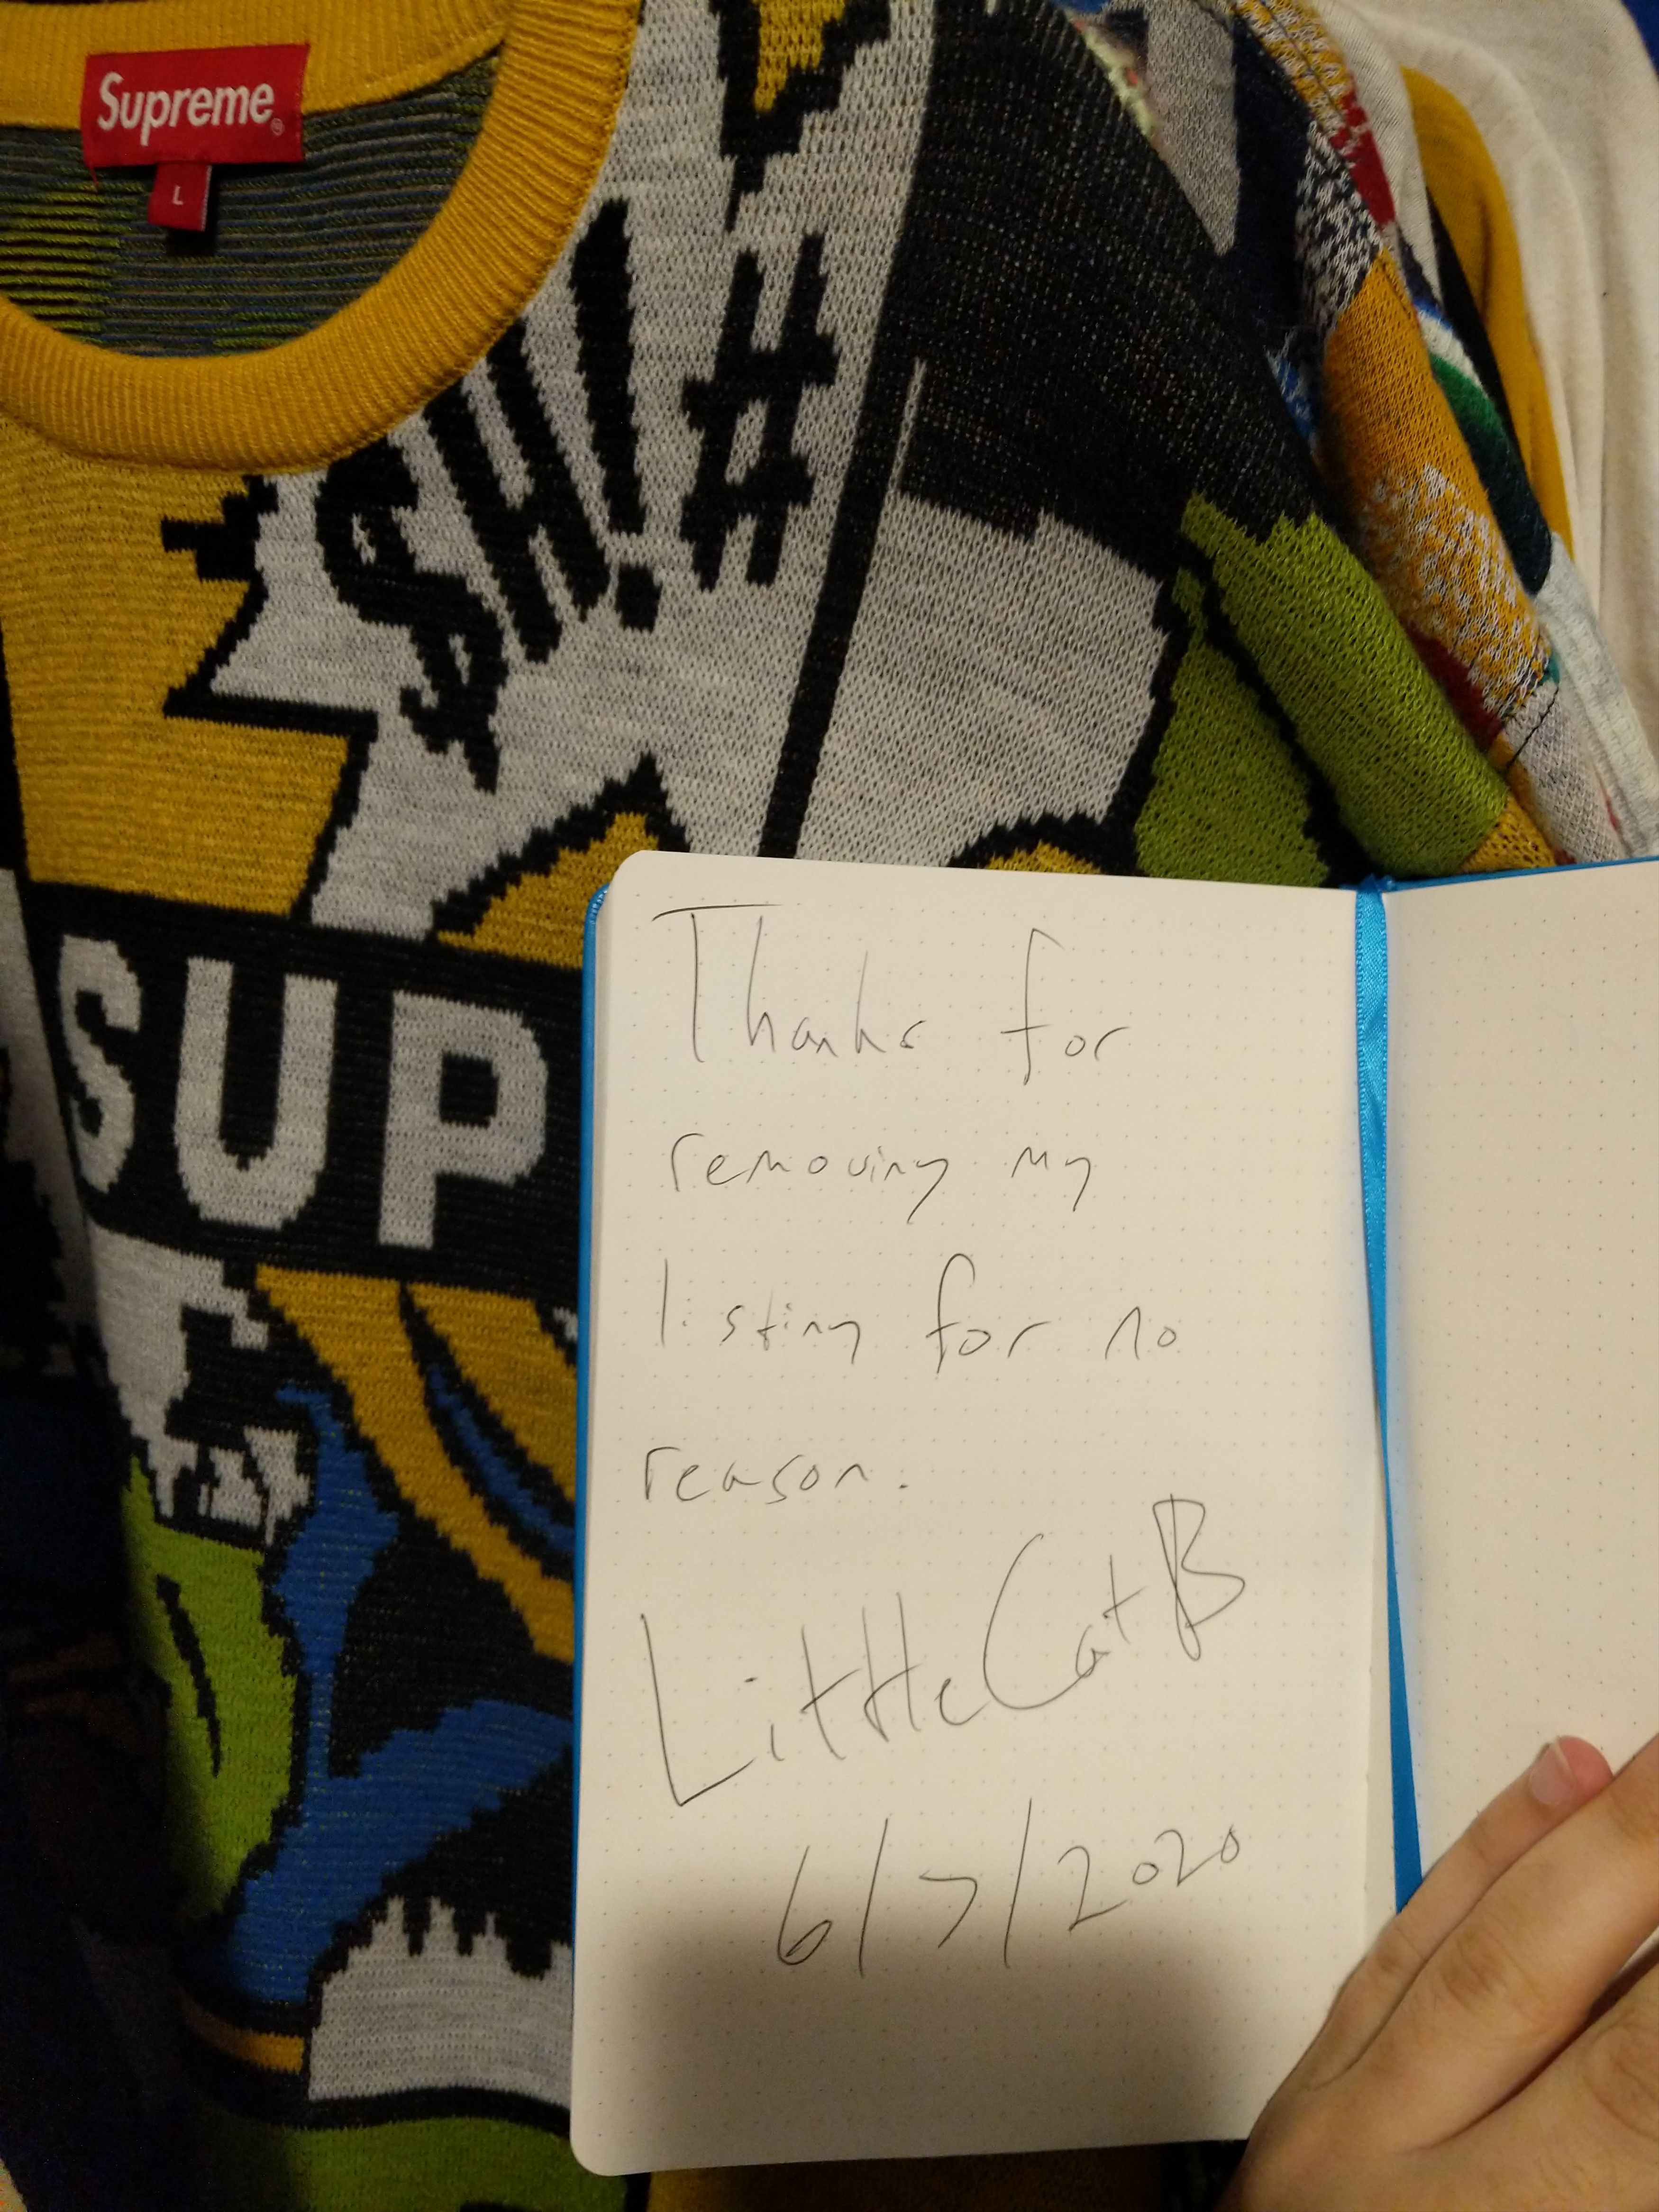 Supreme®
L
SH!
#
SUP
Thanks for
removing my
listing for no
reason.
LittleCatB
6/7/2020